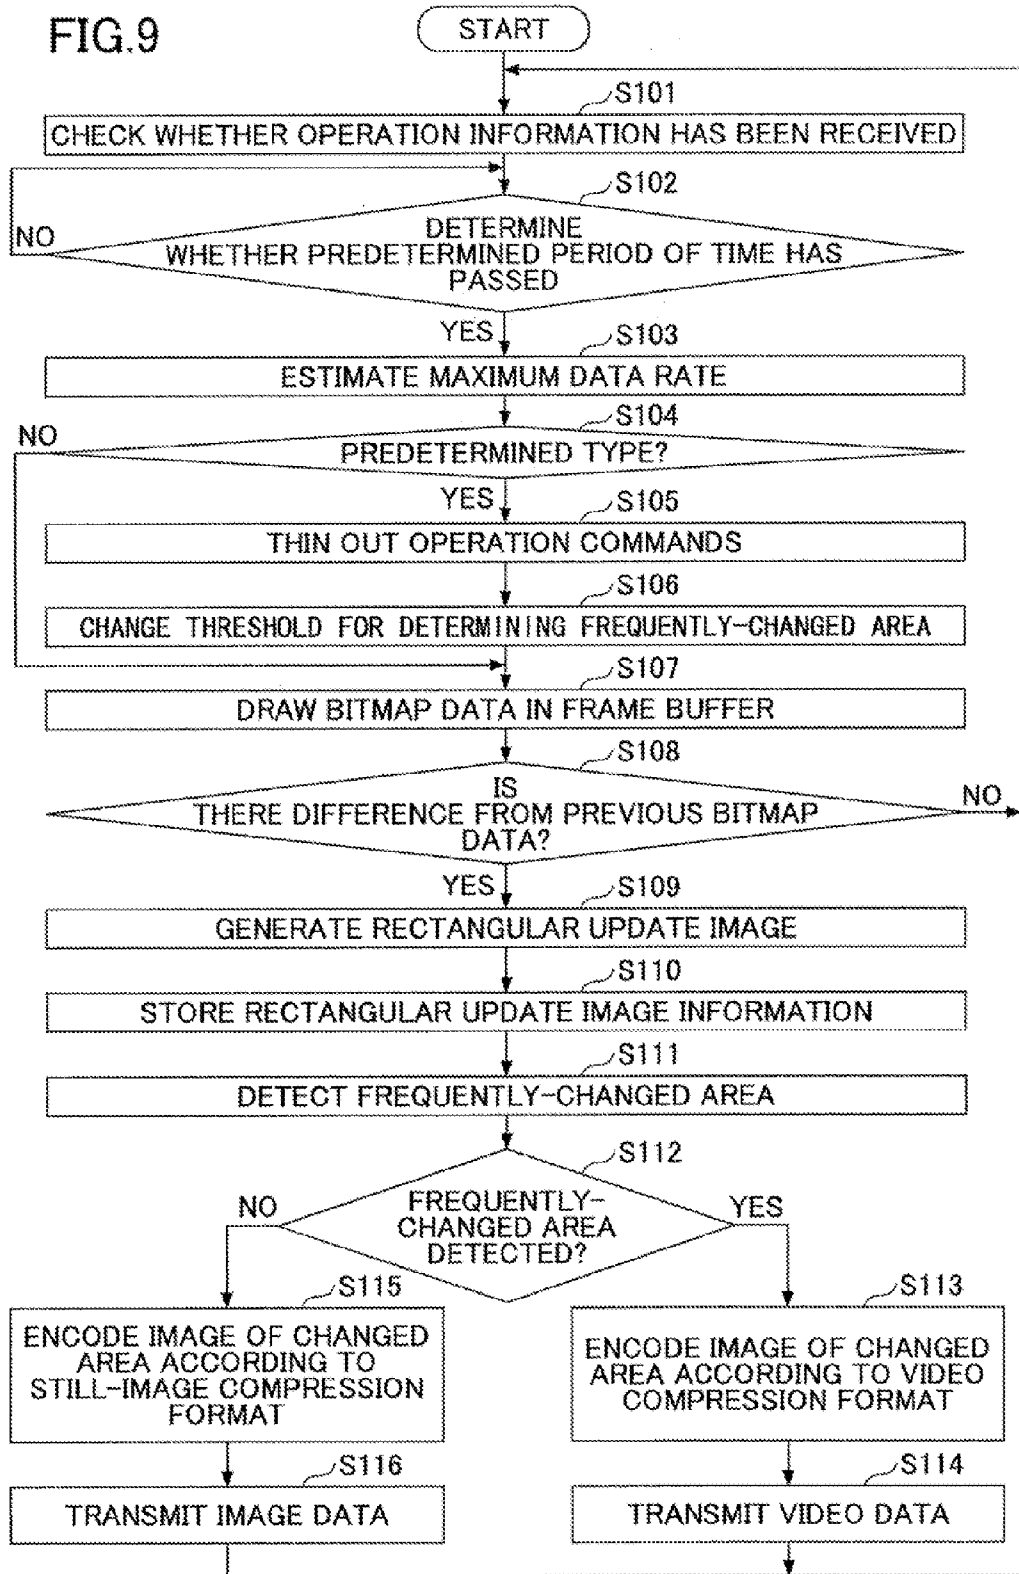 FIG.9
START
S101
CHECK WHETHER OPERATION INFORMATION HAS BEEN RECEIVED
S102
NO
DETERMINE
WHETHER PREDETERMINED PERIOD OF TIME HAS
PASSED
YES
S103
ESTIMATE MAXIMUM DATA RATE
S104
NO
PREDETERMINED TYPE?
YES
S105
THIN OUT OPERATION COMMANDS
S106
CHANGE THRESHOLD FOR DETERMINING FREQUENTLY-CHANGED AREA
S107
DRAW BITMAP DATA IN FRAME BUFFER
S108
IS
THERE DIFFERENCE FROM PREVIOUS BITMAP
DATA?
NO
YES
S109
GENERATE RECTANGULAR UPDATE IMAGE
S110
STORE RECTANGULAR UPDATE IMAGE INFORMATION
S111
DETECT FREQUENTLY-CHANGED AREA
S112
NO
FREQUENTLY-
CHANGED AREA
DETECTED?
YES
S115
ENCODE IMAGE OF CHANGED
AREA ACCORDING TO
STILL-IMAGE COMPRESSION
FORMAT
S113
ENCODE IMAGE OF CHANGED
AREA ACCORDING TO VIDEO
COMPRESSION FORMAT
S116
TRANSMIT IMAGE DATA
S114
TRANSMIT VIDEO DATA